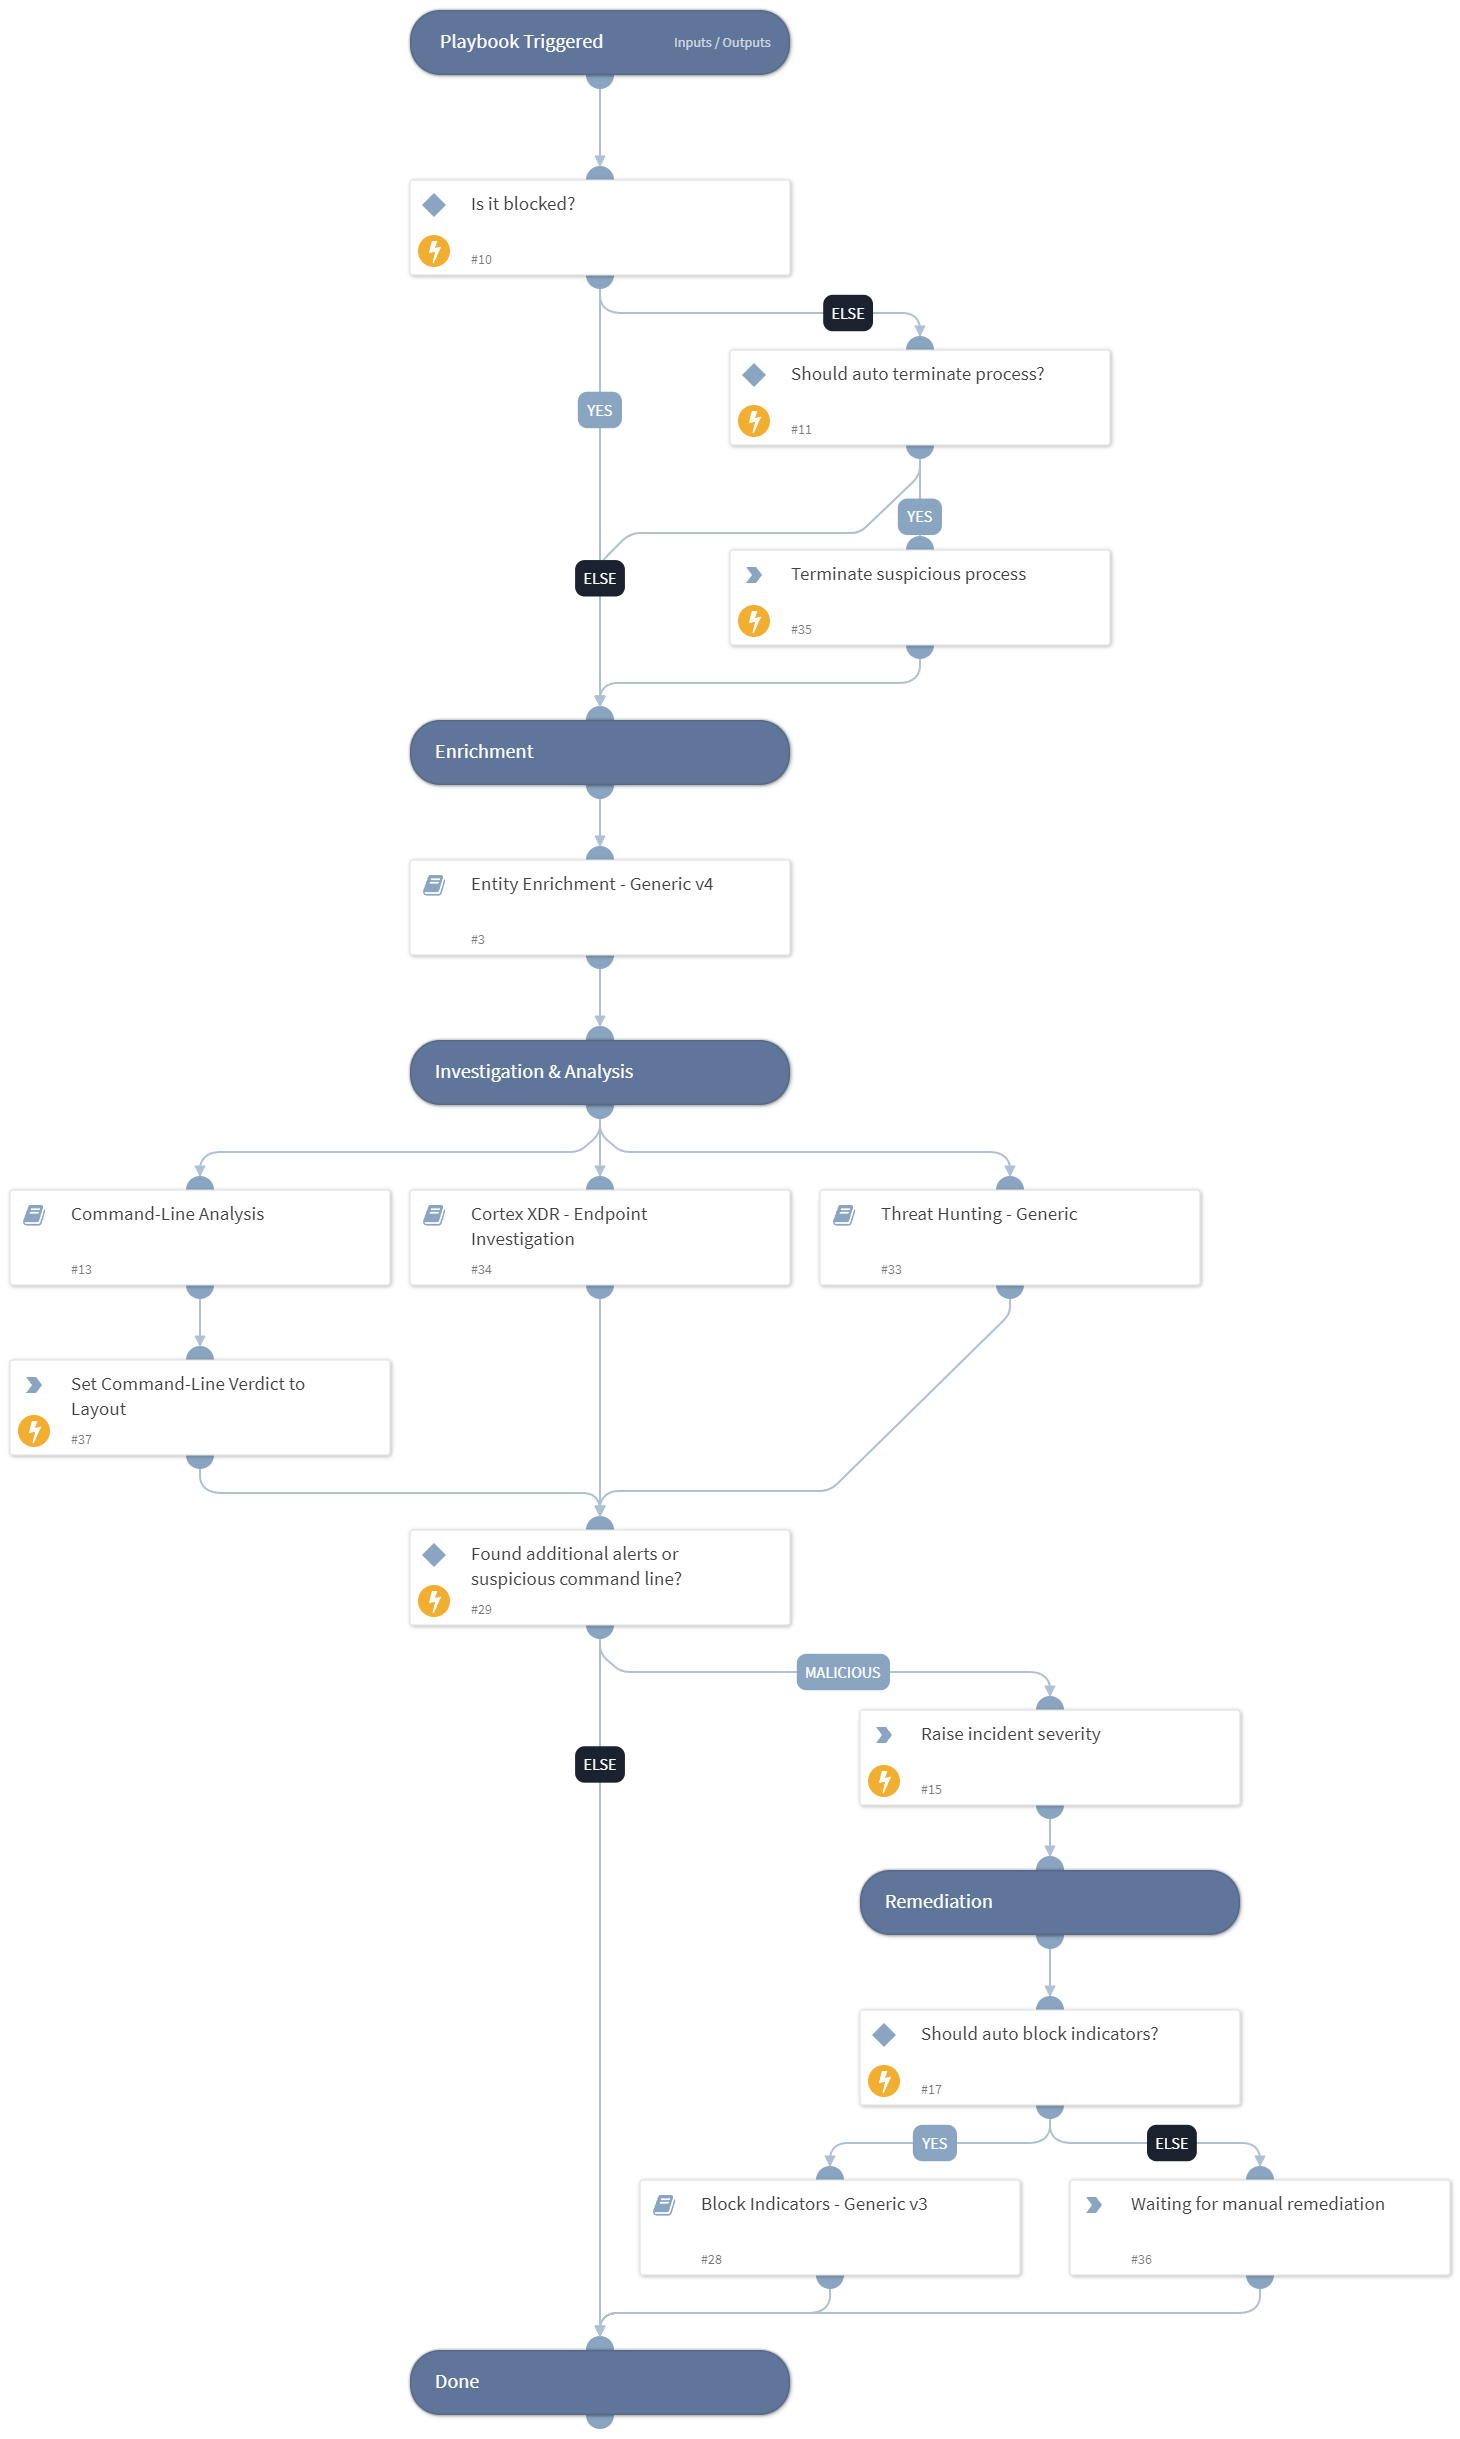 Playbook Triggered
Inputs / Outputs
Is it blocked?
#10
ELSE
Should auto terminate process?
#11
YES
YES
ELSE
Terminate suspicious process
#35
Enrichment
Entity Enrichment - Generic v4
#3
Investigation & Analysis
Command-Line Analysis
#13
Cortex XDR - Endpoint
Investigation
#34
Threat Hunting - Generic
#33
Set Command-Line Verdict to
Layout
#37
Found additional alerts or
suspicious command line?
#29
MALICIOUS
Raise incident severity
#15
ELSE
Remediation
Should auto block indicators?
#17
YES
ELSE
Block Indicators - Generic v3
#28
Waiting for manual remediation
#36
Done